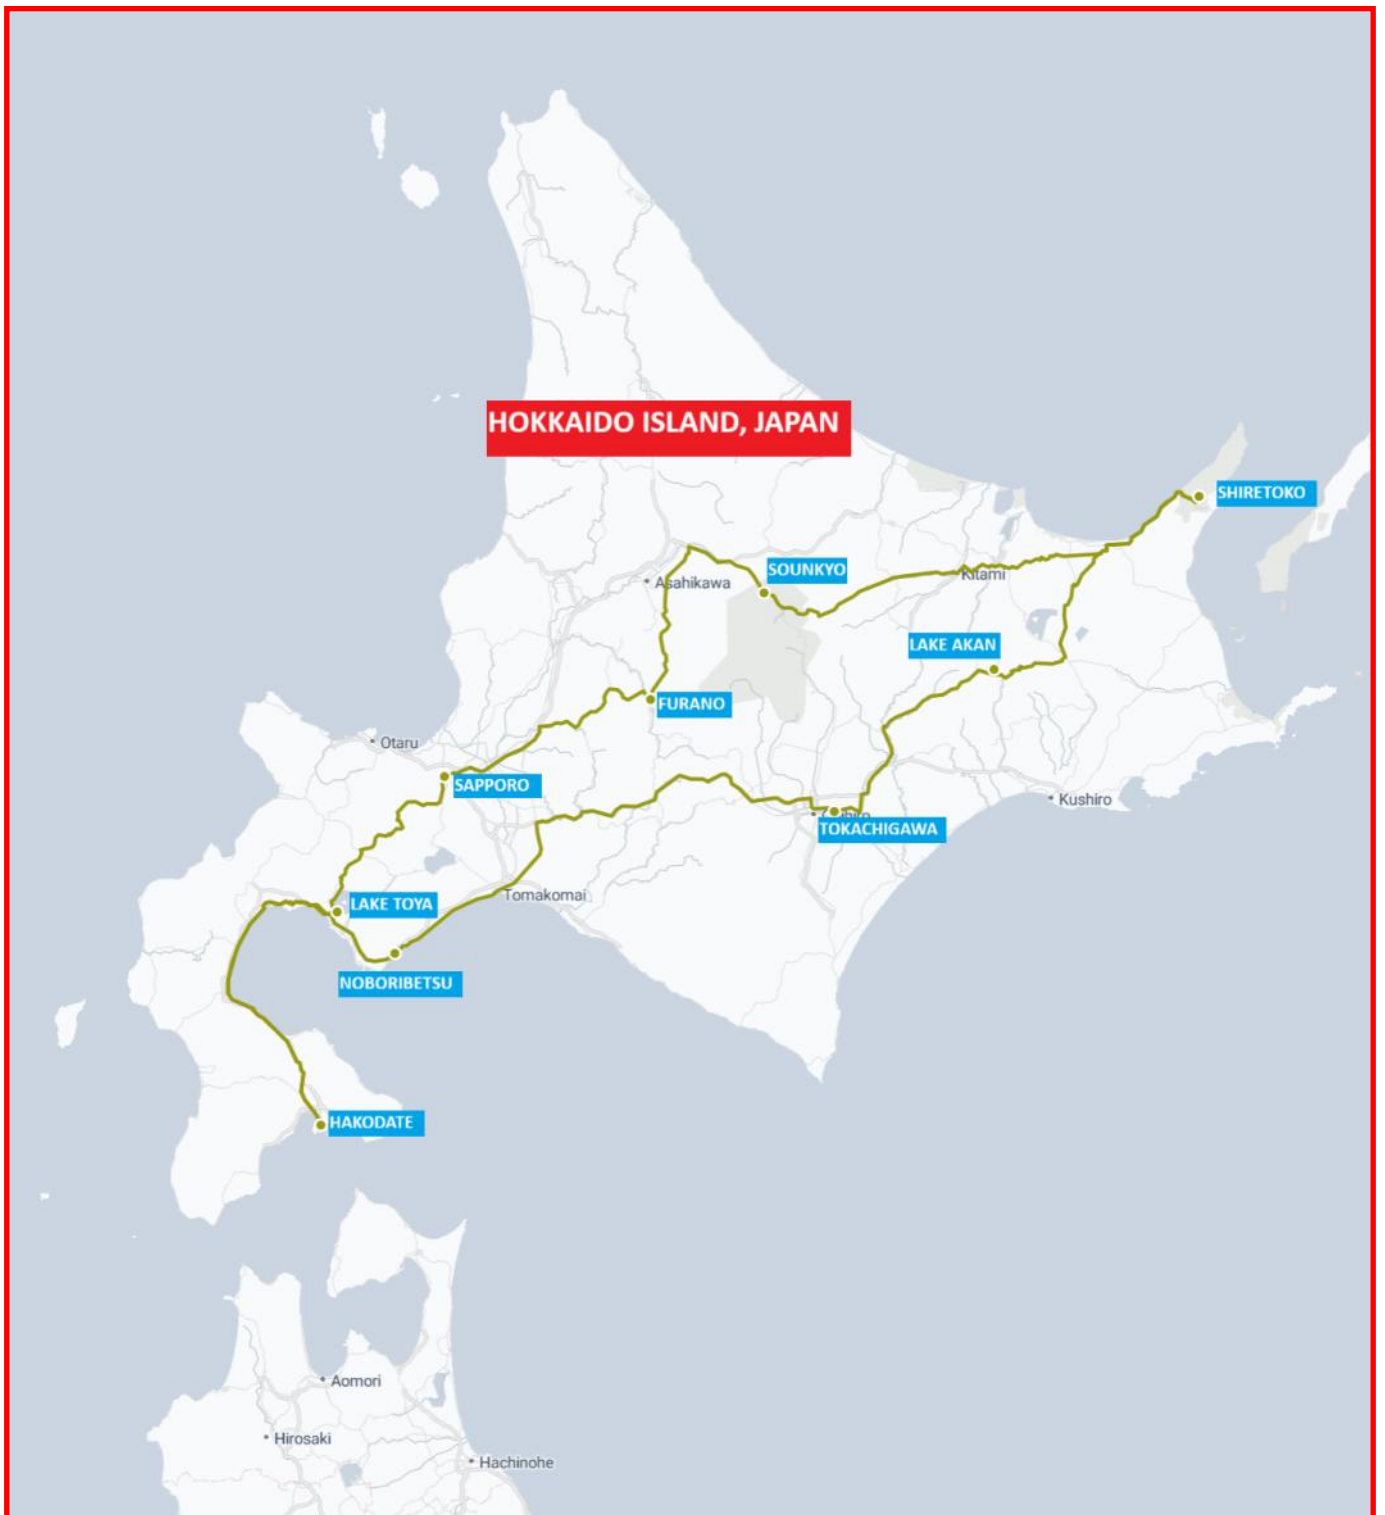 HOKKAIDO ISLAND, JAPAN
SHIRETOKO
SOUNKYO
Asahikawa
Kitami
LAKE AKAN
FURANO
Otaru
SAPPORO
Kushiro
TOKACHIGAWA
Tomakomai
LAKE TOYA
NOBORIBETSU
HAKODATE
Aomori
Hirosaki
Hachinohe